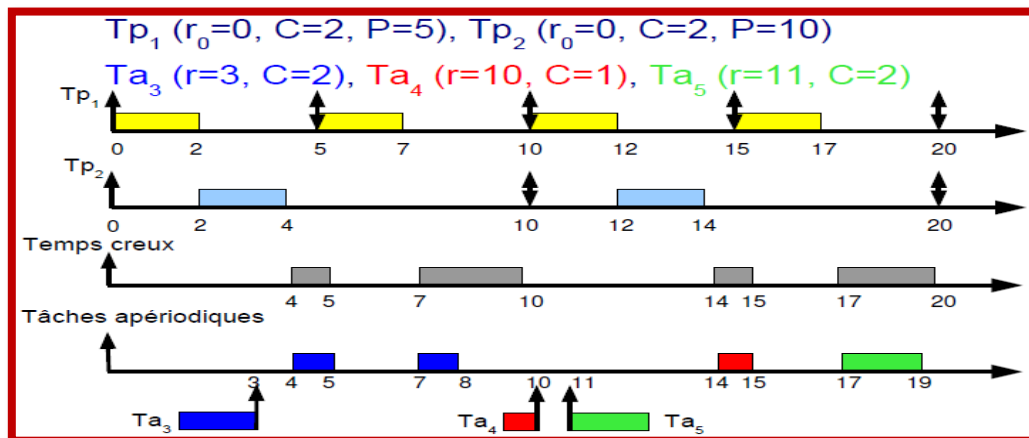 Tp₁ (r₀=0, C=2, P=5), Tp₂ (r₀=0, C=2, P=10)
Ta₃ (r=3, C=2), Ta₄ (r=10, C=1), Ta₅ (r=11, C=2)
Tp₁
0 2 5 7 10 12 15 17 20
Tp₂
0 2 4 10 12 14 20
Temps creux
4 5 7 10 14 15 17 20
Tâches apériodiques
3 4 5 7 8 10 11 14 15 17 19
Ta₃ Ta₄ Ta₅